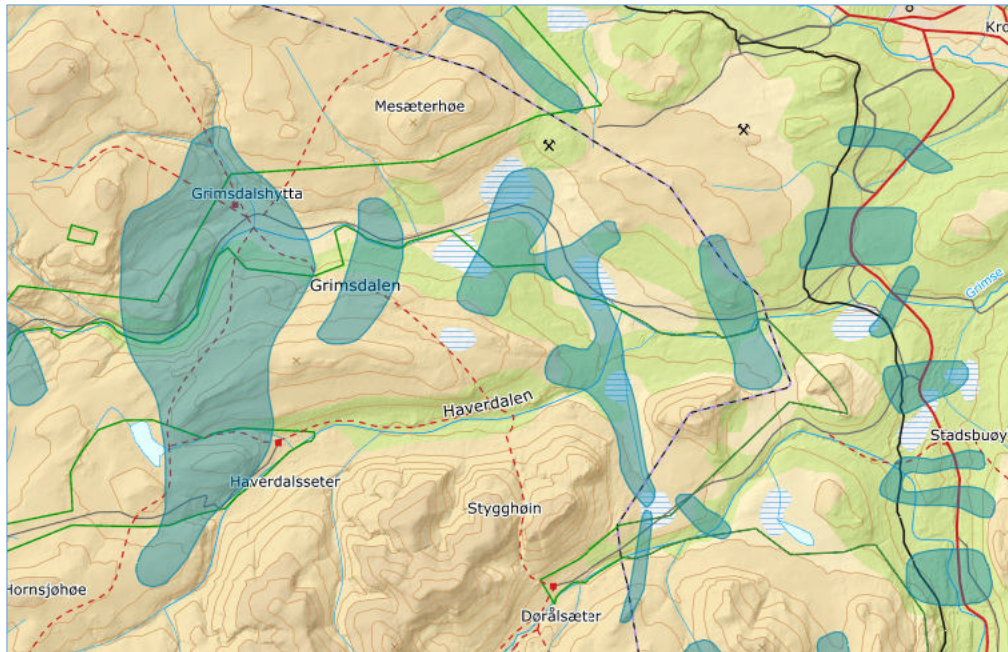 Kro
Mesæterhøe
Grimsdalshytta
Grimse
Grimsdalen
Haverdalen
Stadsbuøy
Haverdalsseter
Stygghøin
Hornsjøhøe
Dørålsæter